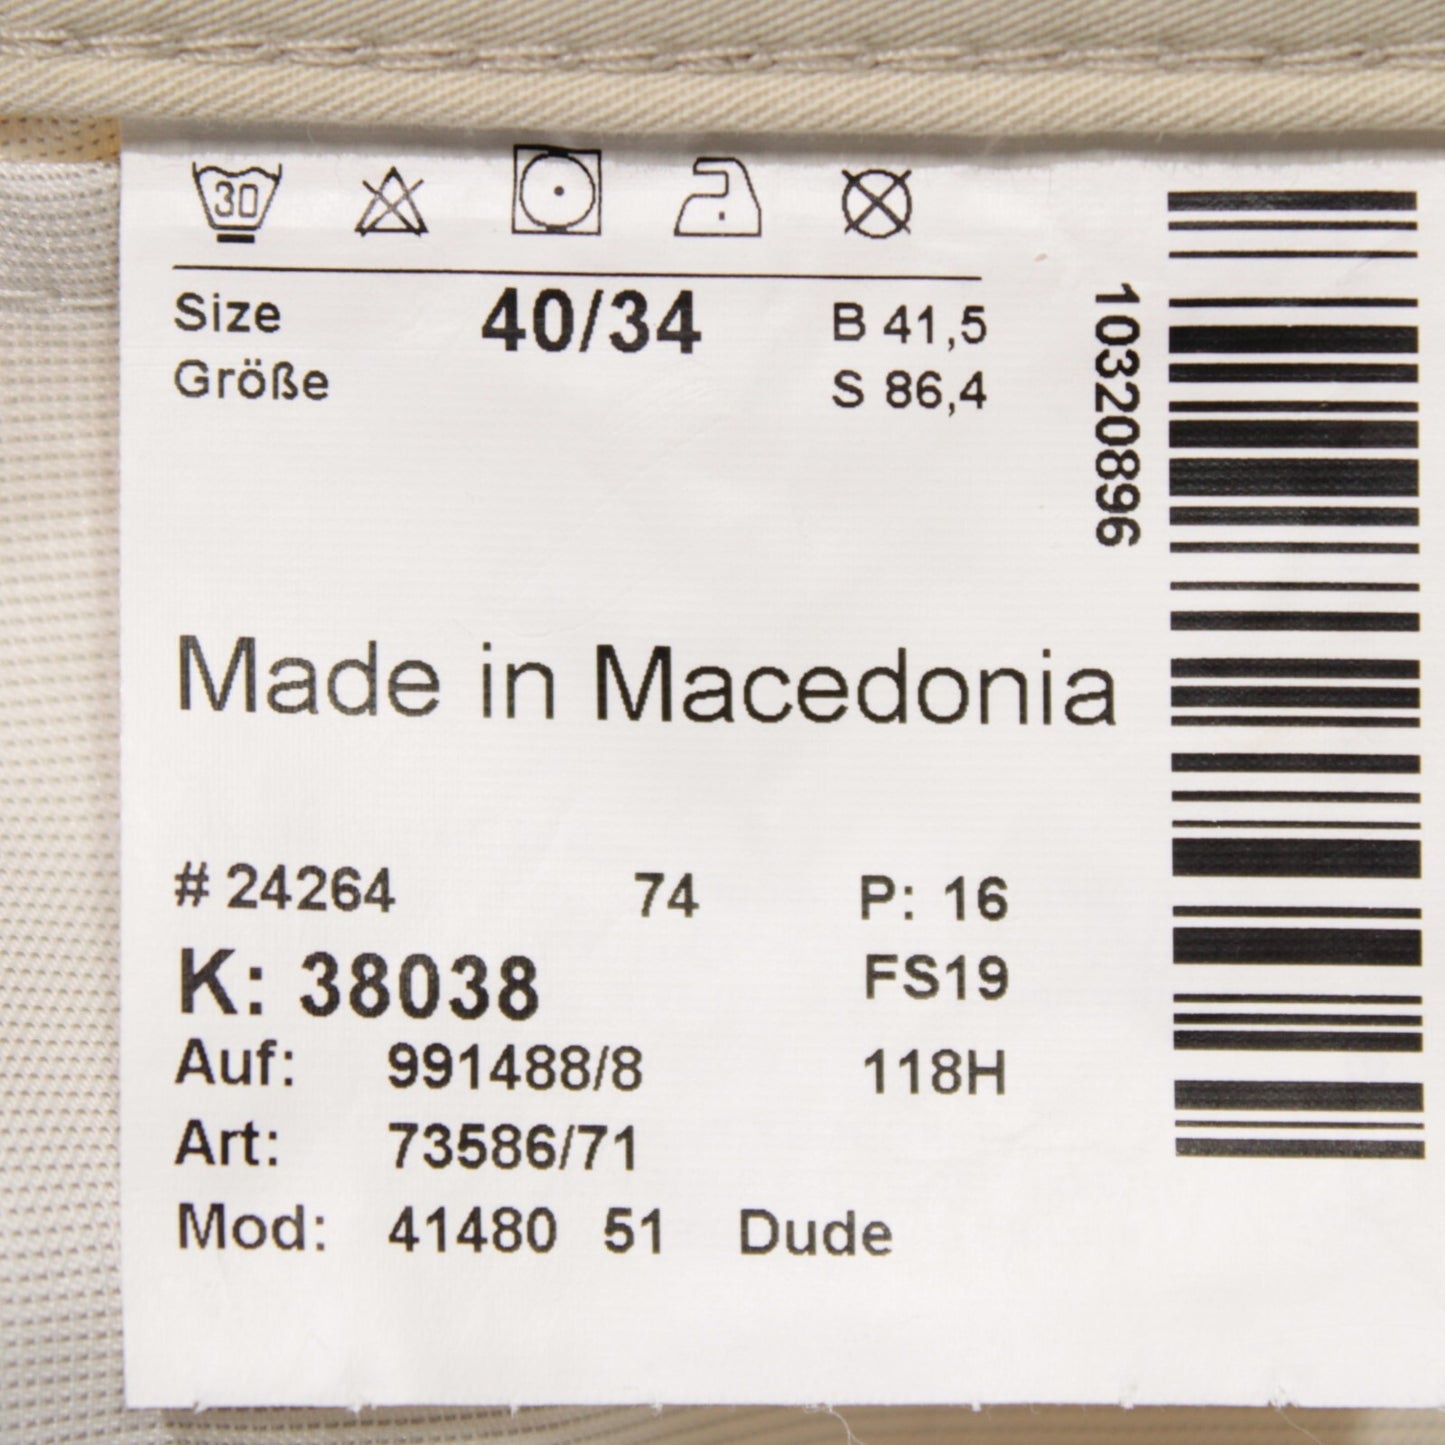 30
Size 40/34 B 41,5
Größe S 86,4
10320896
Made in Macedonia
# 24264 74 P: 16
K: 38038 FS19
Auf: 991488/8 118H
Art: 73586/71
Mod: 41480 51 Dude